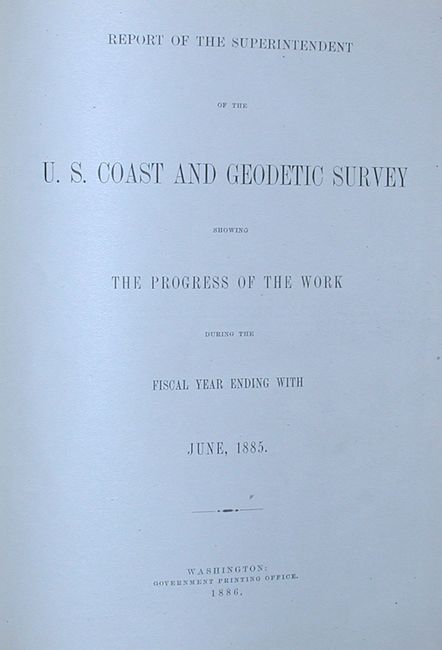 REPORT OF THE SUPERINTENDENT
OF THE
U. S. COAST AND GEODETIC SURVEY
SHOWING
THE PROGRESS OF THE WORK
DURING THE
FISCAL YEAR ENDING WITH
JUNE, 1885.
WASHINGTON:
GOVERNMENT PRINTING OFFICE.
1886.